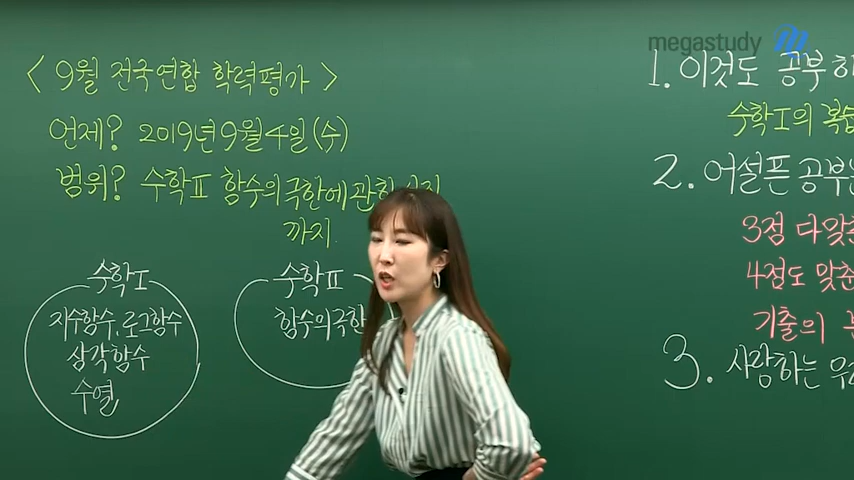 megastudy
< 9월 전국연합 학력평가 >
언제? 2019년 9월 4일 (수)
범위? 수학Ⅱ 함수의 극한에 관한
까지.
수학Ⅰ
지수함수, 로그함수
삼각함수
수열
수학Ⅱ
함수의 극한
1. 이것도 공부
수학Ⅰ의 복습
2. 어설픈 공부는
3점 다맞
4점도 맞춘
기출의
3. 사랑하는